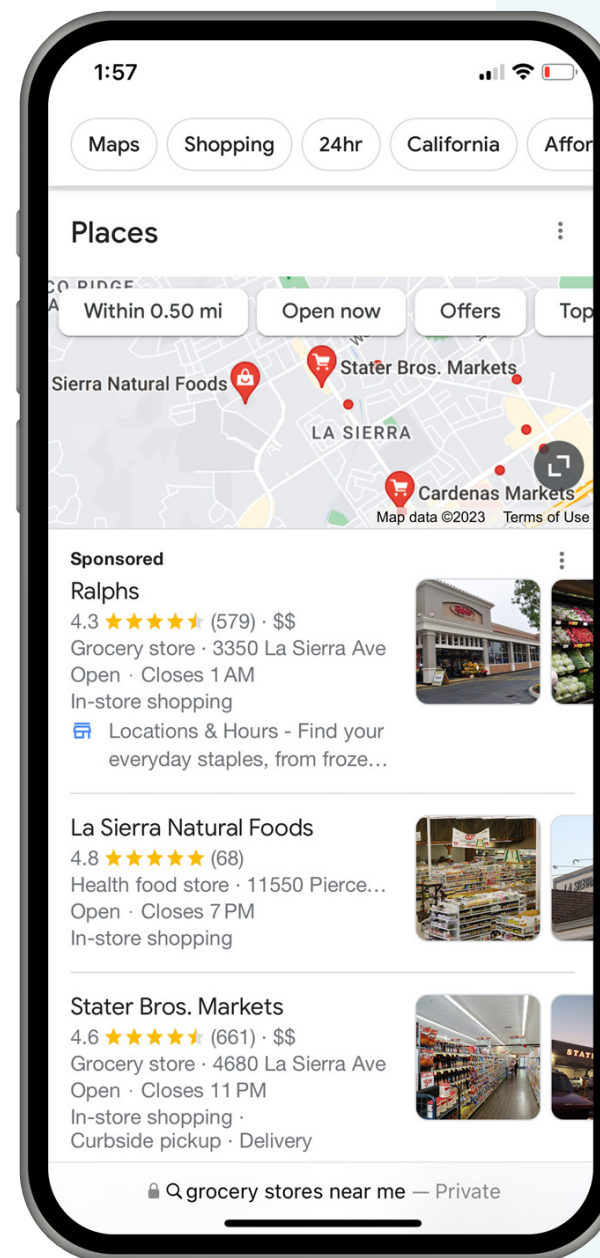 1:57
Maps
Shopping
24hr
California
Affor
Places
CO RIDGE
Within 0.50 mi
Open now
Offers
Top
Stater Bros. Markets
Sierra Natural Foods
LA SIERRA
Cardenas Markets
Map data ©2023 Terms of Use
Sponsored
Ralphs
4.3 (579) · $$
Grocery store · 3350 La Sierra Ave
Open · Closes 1 AM
In-store shopping
Locations & Hours - Find your
everyday staples, from froze...
La Sierra Natural Foods
4.8 (68)
Health food store · 11550 Pierce...
Open · Closes 7 PM
In-store shopping
Stater Bros. Markets
4.6 (661) · $$
Grocery store · 4680 La Sierra Ave
Open · Closes 11 PM
In-store shopping ·
Curbside pickup · Delivery
grocery stores near me — Private